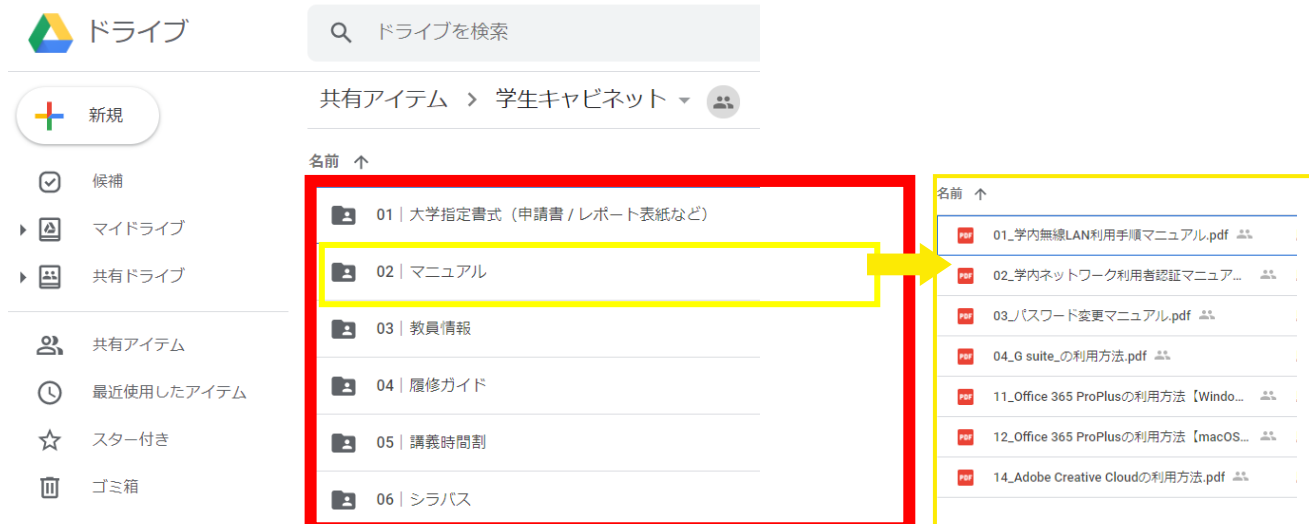 ドライブ
ドライブを検索
共有アイテム > 学生キャビネット
新規
候補
マイドライブ
共有ドライブ
共有アイテム
最近使用したアイテム
スター付き
ゴミ箱
名前 ↑
01｜大学指定書式（申請書 / レポート表紙など）
02｜マニュアル
03｜教員情報
04｜履修ガイド
05｜講義時間割
06｜シラバス
名前 ↑
PDF 01_学内無線LAN利用手順マニュアル.pdf
PDF 02_学内ネットワーク利用者認証マニュア...
PDF 03_パスワード変更マニュアル.pdf
PDF 04_G suite_の利用方法.pdf
PDF 11_Office 365 ProPlusの利用方法【Windo...
PDF 12_Office 365 ProPlusの利用方法【macOS...
PDF 14_Adobe Creative Cloudの利用方法.pdf